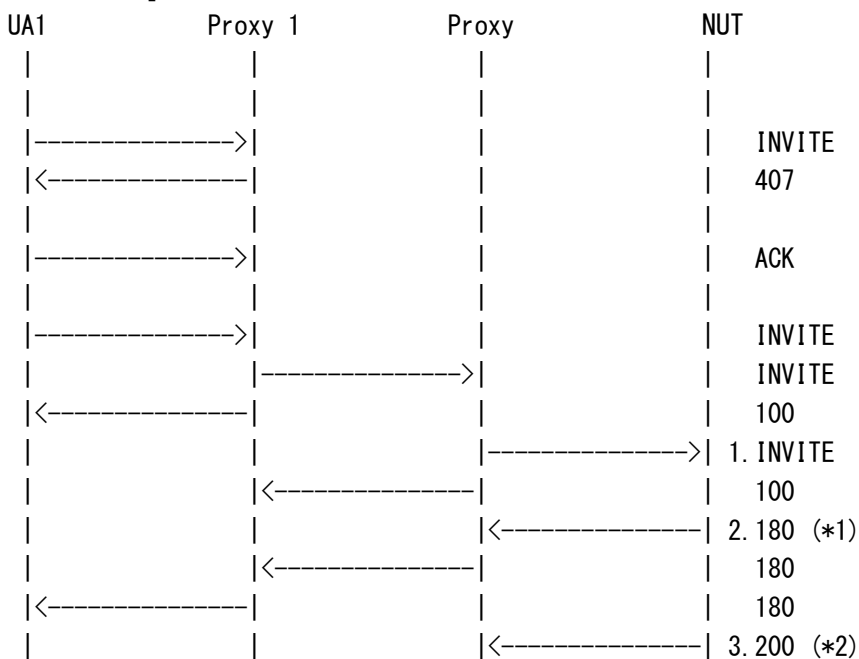 UA1 Proxy 1 Proxy NUT
INVITE
407
ACK
INVITE
INVITE
100
1. INVITE
100
2. 180 (*1)
180
180
3. 200 (*2)